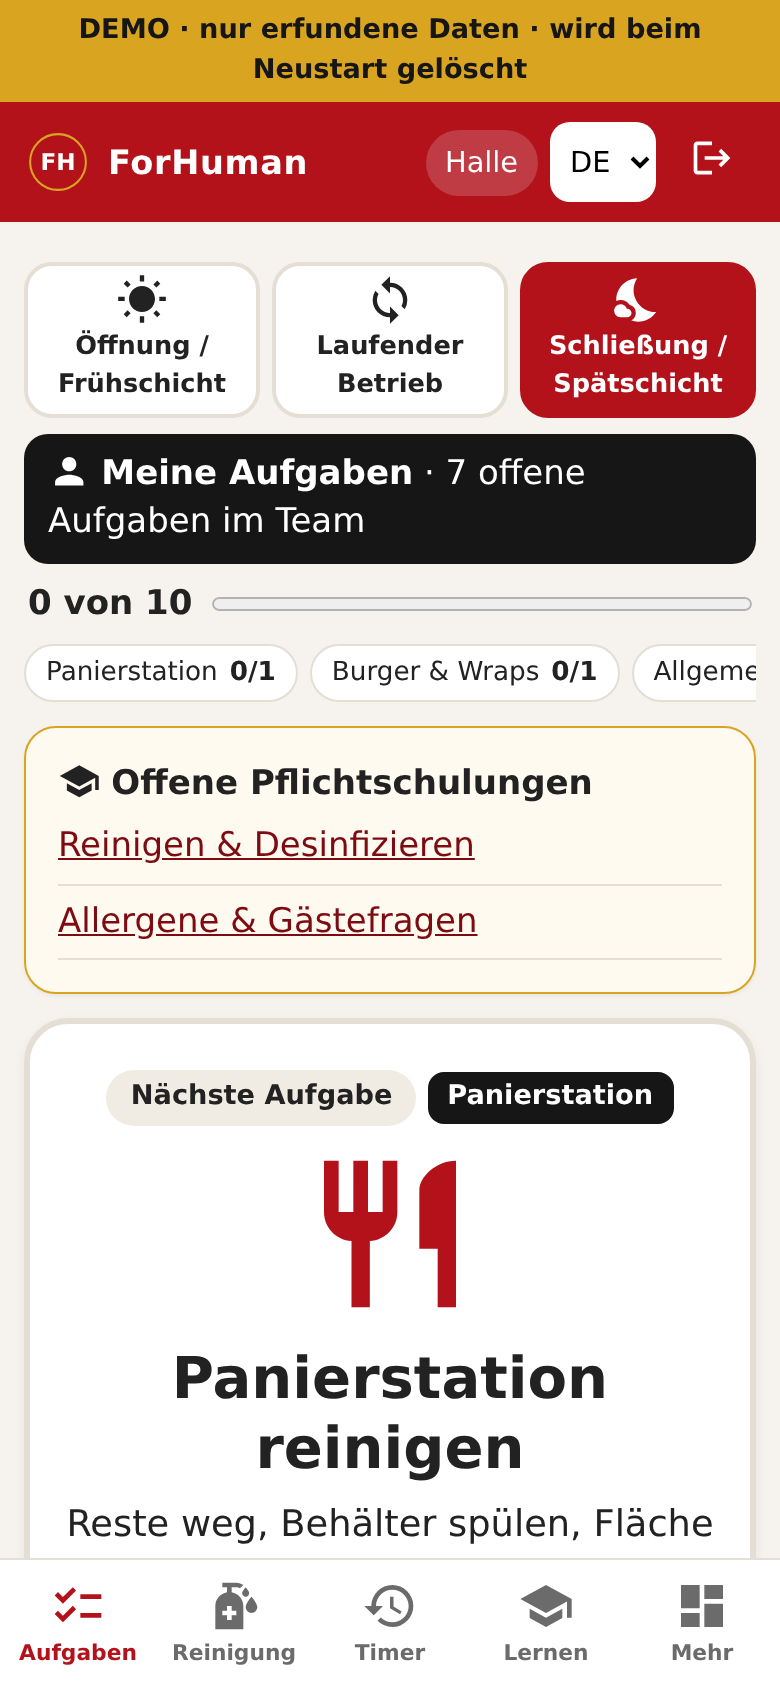 DEMO · nur erfundene Daten · wird beim
Neustart gelöscht
FH ForHuman Halle DE
Öffnung /
Frühschicht
Laufender
Betrieb
Schließung /
Spätschicht
Meine Aufgaben · 7 offene
Aufgaben im Team
0 von 10
Panierstation 0/1 Burger & Wraps 0/1 Allgeme
Offene Pflichtschulungen
Reinigen & Desinfizieren
Allergene & Gästefragen
Nächste Aufgabe Panierstation
Panierstation
reinigen
Reste weg, Behälter spülen, Fläche
Aufgaben Reinigung Timer Lernen Mehr